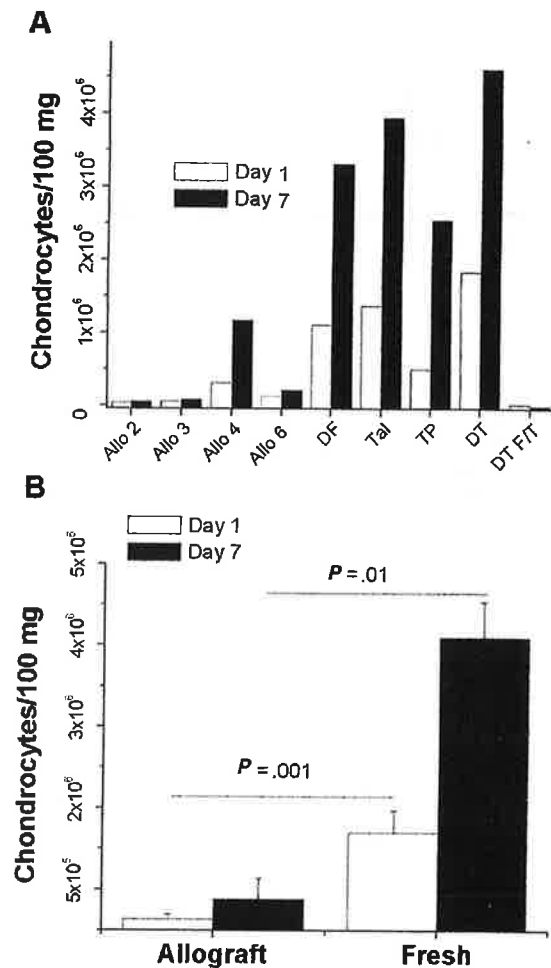 A
Chondrocytes/100 mg
4x10⁶
3x10⁶
2x10⁶
1x10⁶
0
Day 1
Day 7
Allo 2
Allo 3
Allo 4
Allo 6
DF
Tal
TP
DT
DT F/T
B
Chondrocytes/100 mg
5x10⁶
4x10⁶
3x10⁶
2x10⁶
5x10⁵
Day 1
Day 7
P =.01
P =.001
Allograft
Fresh